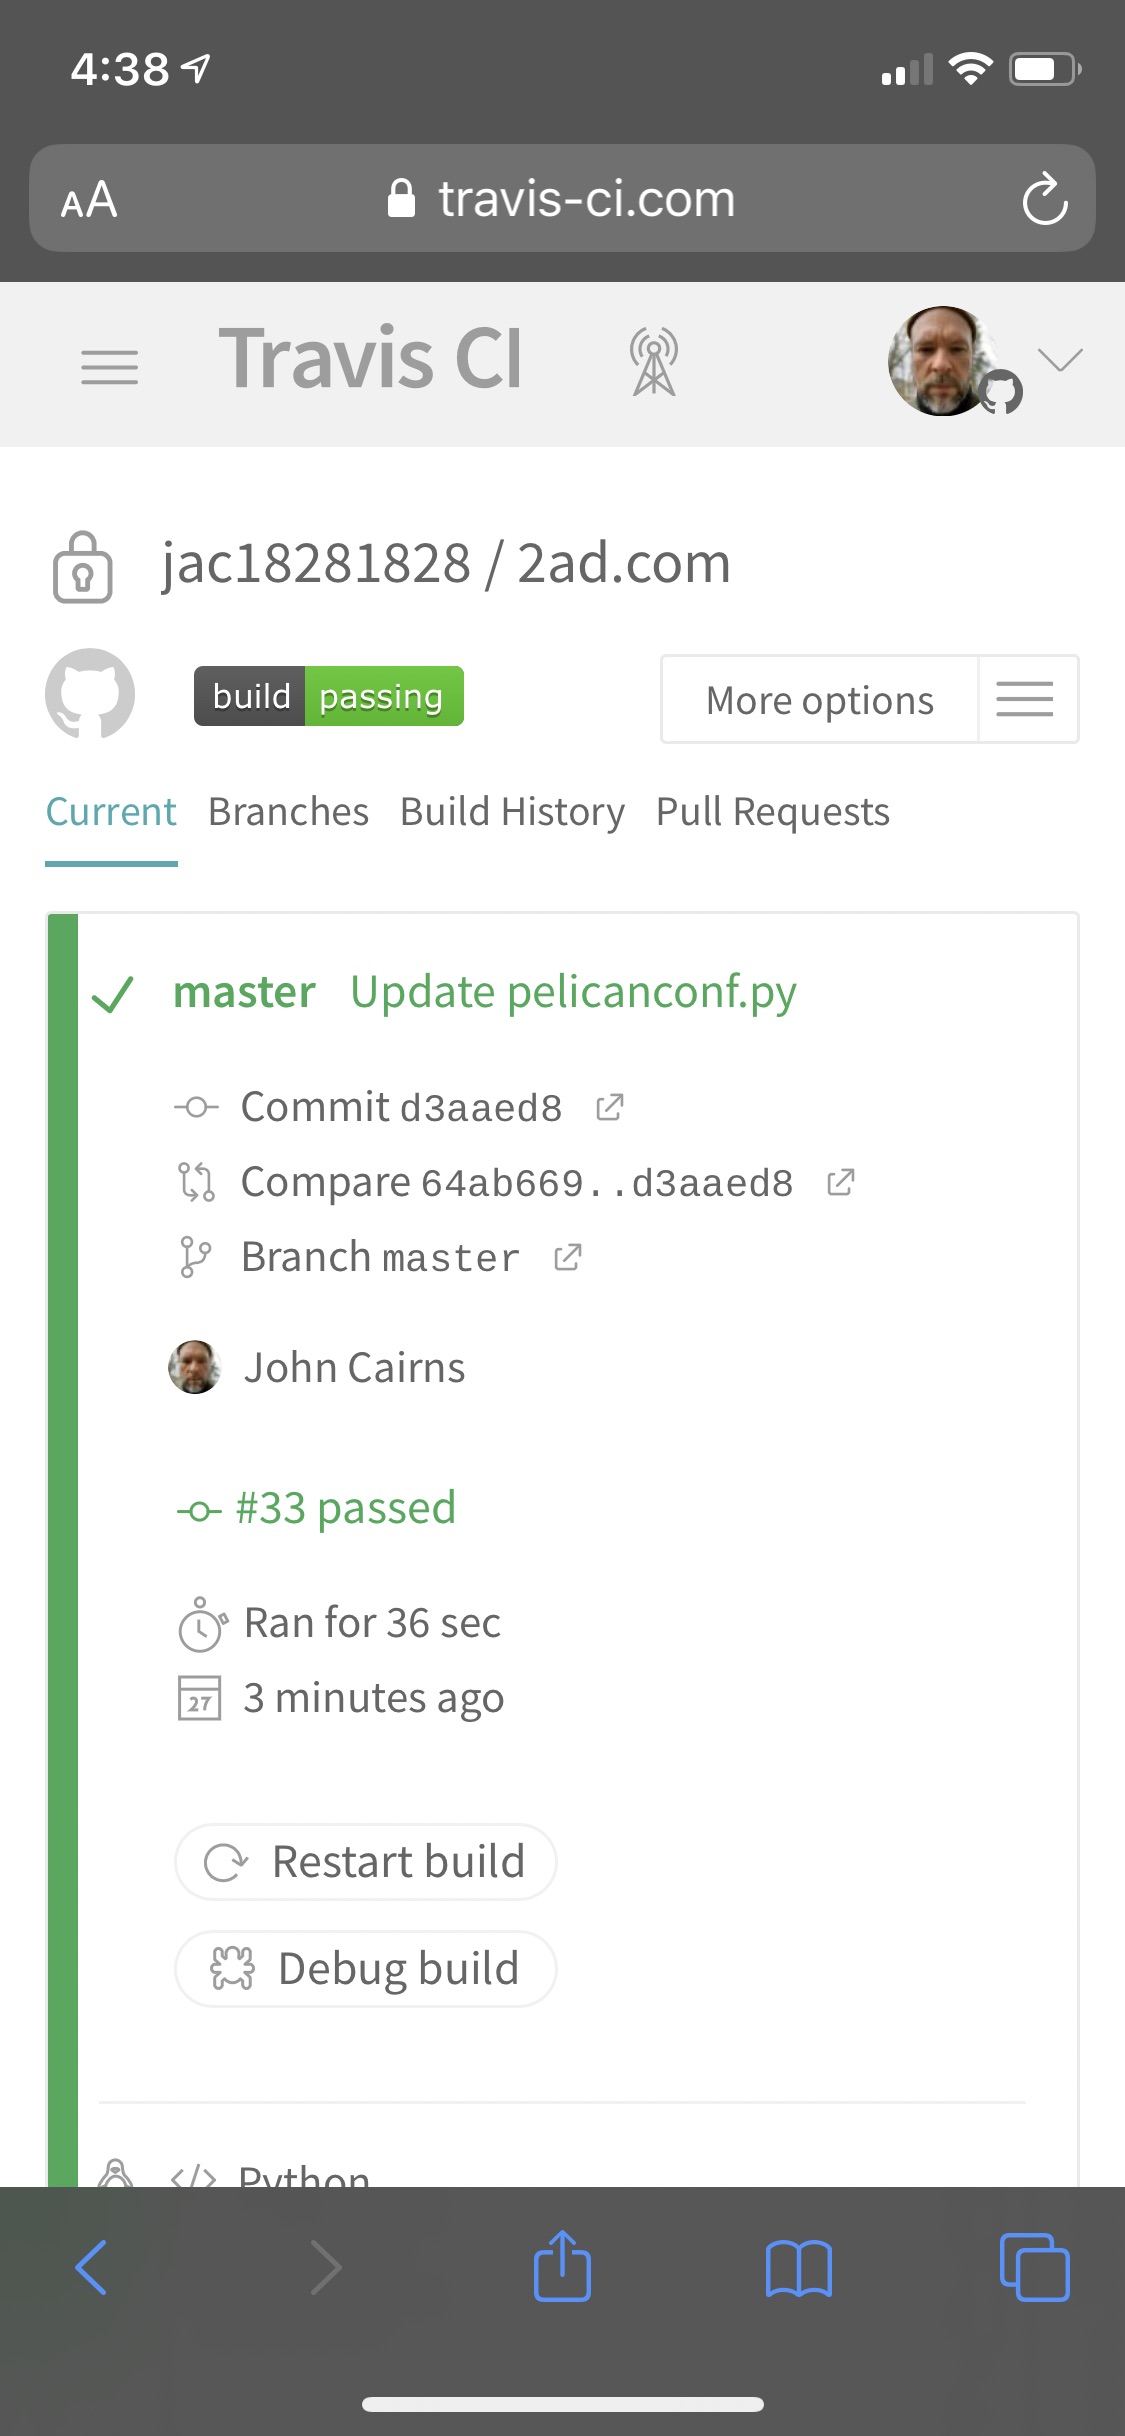 4:38
AA travis-ci.com
Travis CI
jac18281828 / 2ad.com
build passing More options
Current Branches Build History Pull Requests
master Update pelicanconf.py
Commit d3aaed8
Compare 64ab669..d3aaed8
Branch master
John Cairns
#33 passed
Ran for 36 sec
27 3 minutes ago
Restart build
Debug build
</> Python